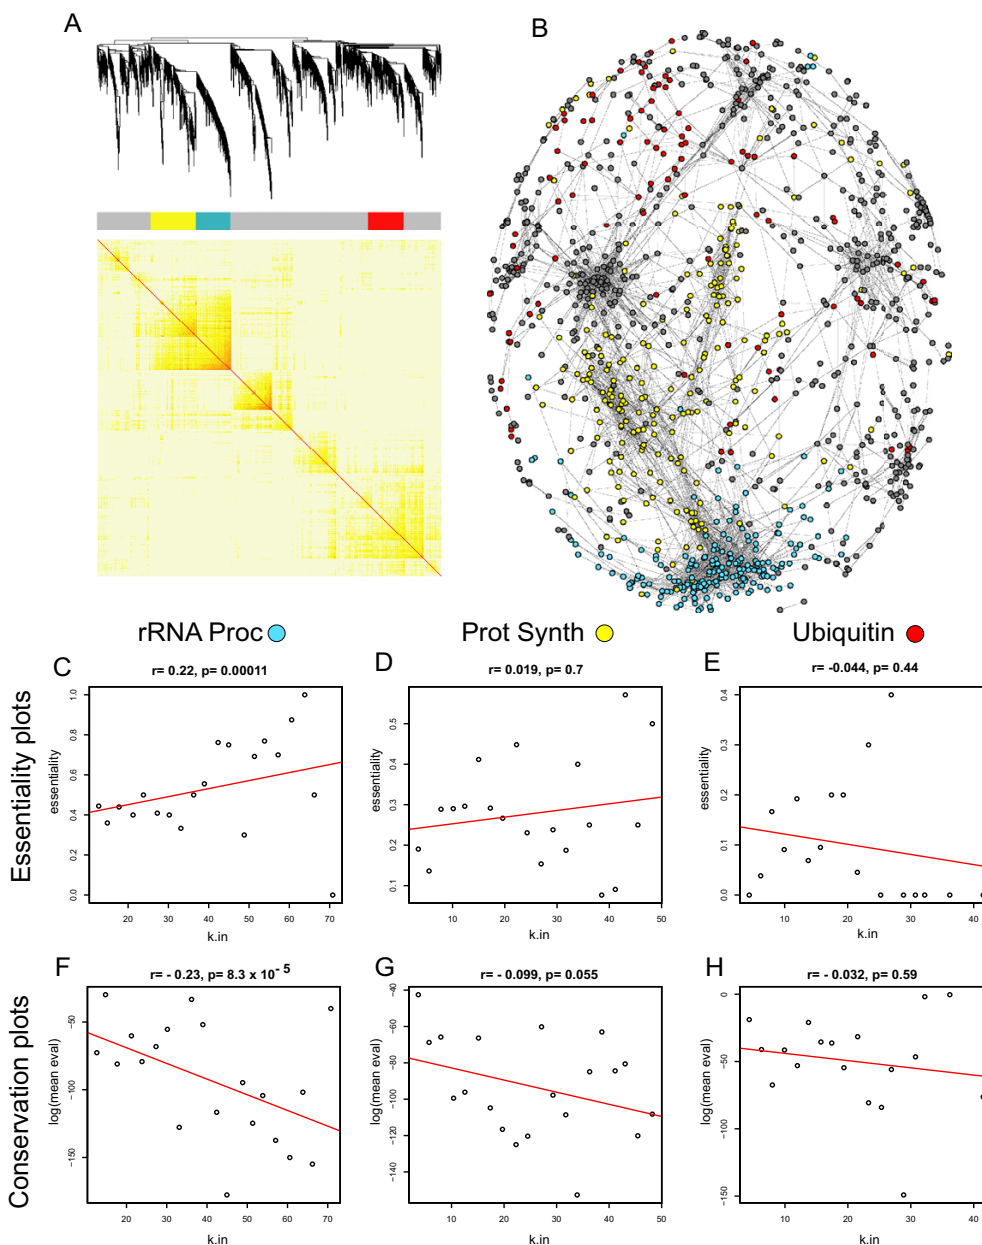 A
B
rRNA Proc
Prot Synth
Ubiquitin
Essentiality plots
C
r= 0.22, p= 0.00011
essentiality
0.0 0.2 0.4 0.6 0.8 1.0
10 20 30 40 50 60 70
k.in
D
r= 0.019, p= 0.7
essentiality
0.1 0.2 0.3 0.4 0.5
10 20 30 40 50
k.in
E
r= -0.044, p= 0.44
essentiality
0.0 0.1 0.2 0.3 0.4
10 20 30 40
k.in
Conservation plots
F
r= - 0.23, p= 8.3 x 10⁻⁵
log(mean eval)
−150 −100 −50
20 30 40 50 60 70
k.in
G
r= - 0.099, p= 0.055
log(mean eval)
−140 −120 −100 −80 −60 −40
10 20 30 40 50
k.in
H
r= - 0.032, p= 0.59
log(mean eval)
−150 −100 −50 0
10 20 30 40
k.in